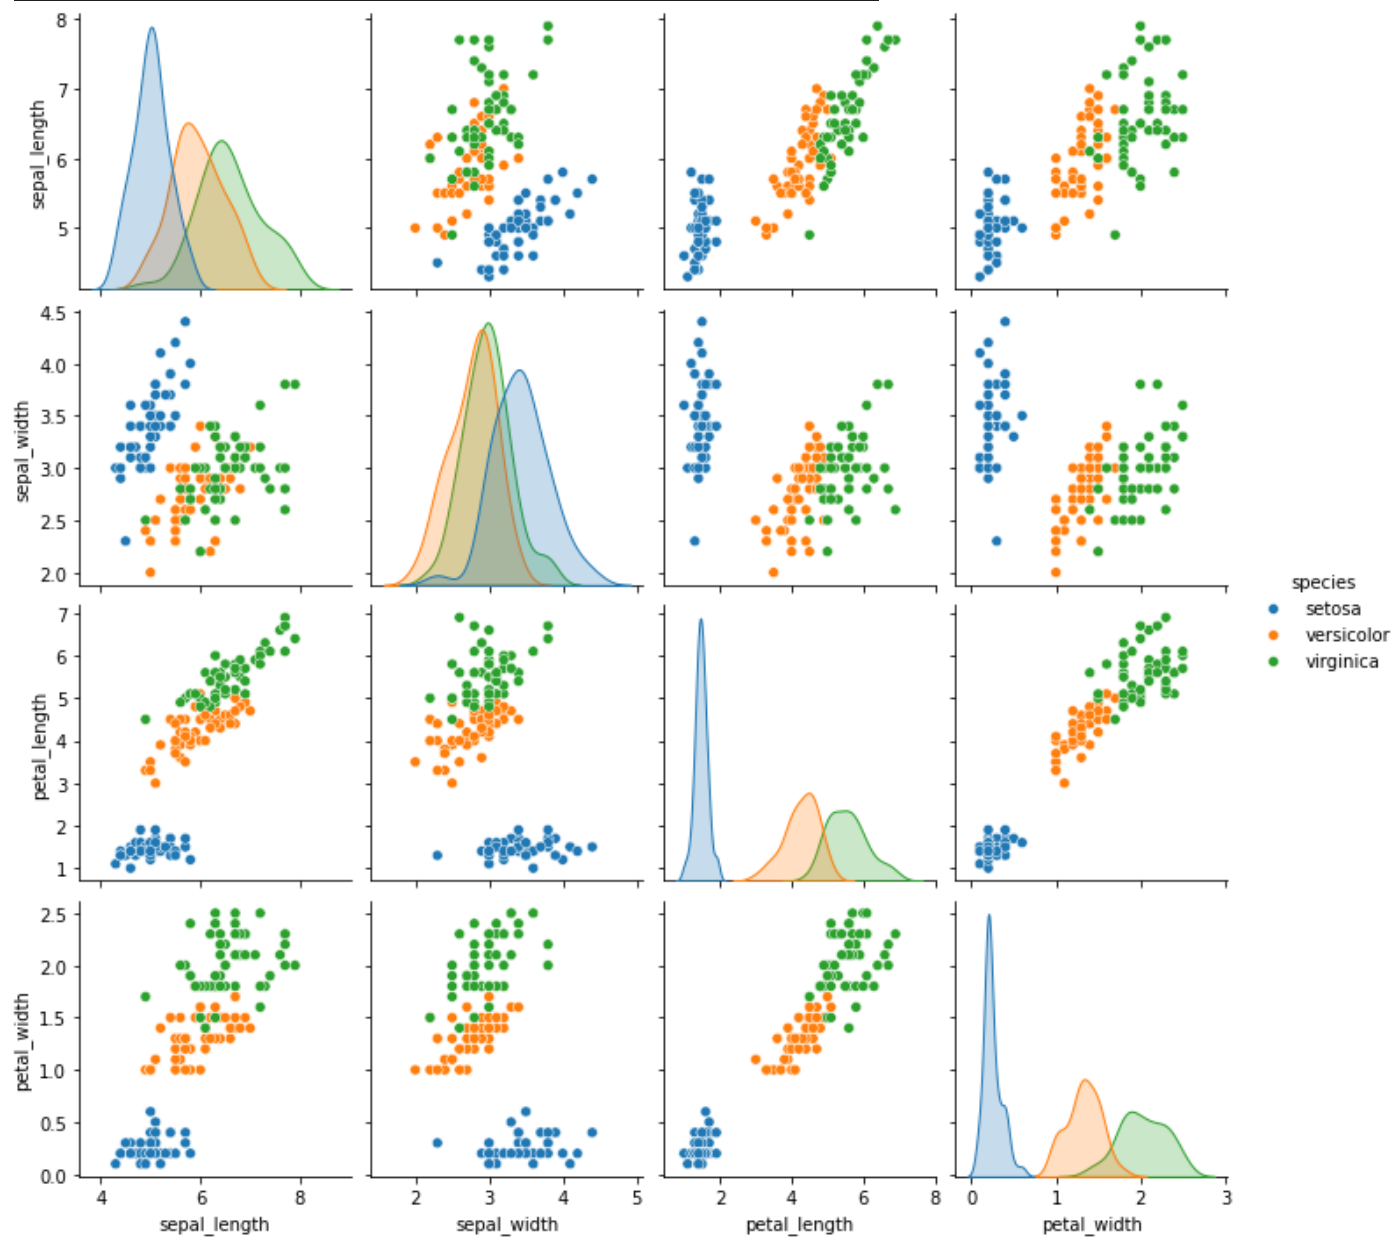 8
7
6
5
sepal_length
4.5
4.0
3.5
3.0
2.5
2.0
sepal_width
species
setosa
versicolor
virginica
7
6
5
4
3
2
1
petal_length
2.5
2.0
1.5
1.0
0.5
0.0
petal_width
4 6 8 2 3 4 5 2 4 6 8 0 1 2 3
sepal_length sepal_width petal_length petal_width